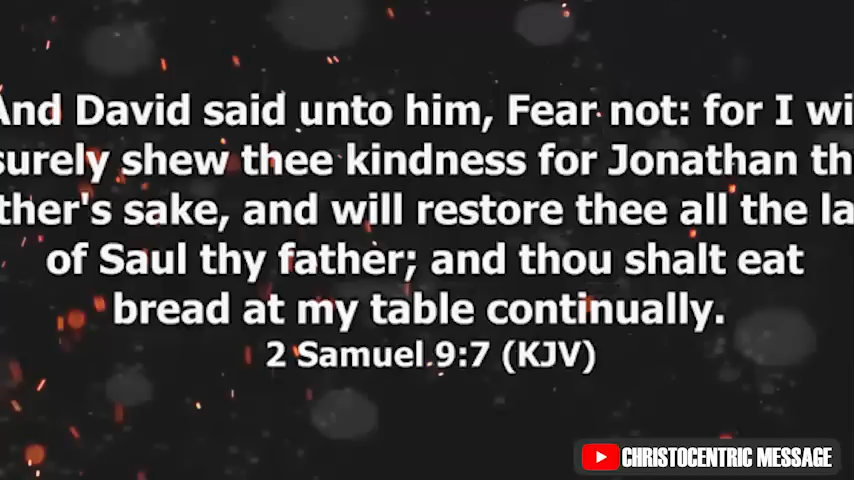 And David said unto him, Fear not: for I wi
surely shew thee kindness for Jonathan th
ther's sake, and will restore thee all the la
of Saul thy father; and thou shalt eat
bread at my table continually.
2 Samuel 9:7 (KJV)
CHRISTOCENTRIC MESSAGE